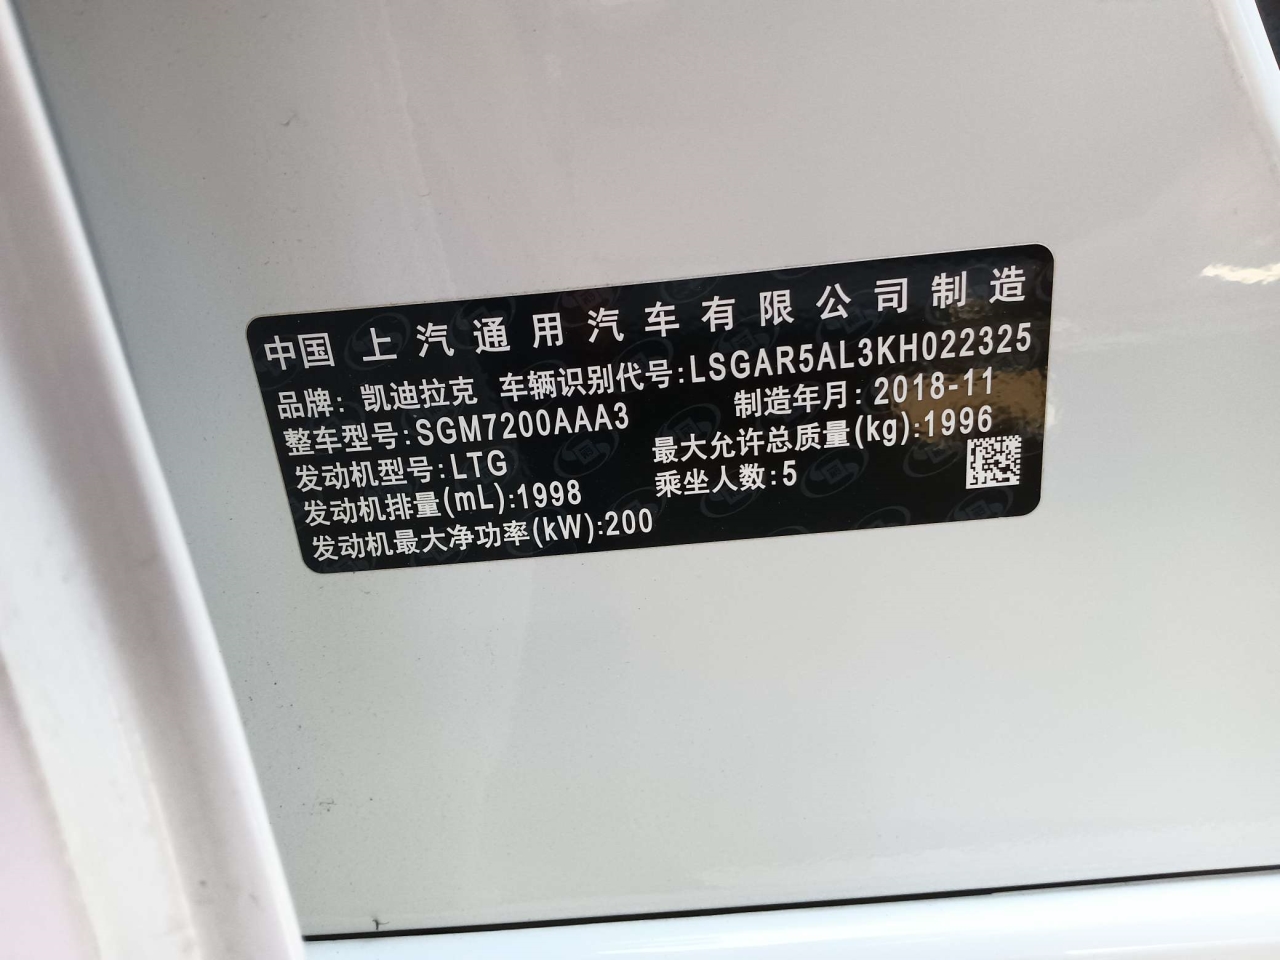 中国 上汽通用汽车有限公司制造
品牌: 凯迪拉克 车辆识别代号:LSGAR5AL3KH022325
整车型号:SGM7200AAA3 制造年月: 2018-11
发动机型号:LTG 最大允许总质量(kg):1996
发动机排量(mL):1998 乘坐人数:5
发动机最大净功率(kW):200